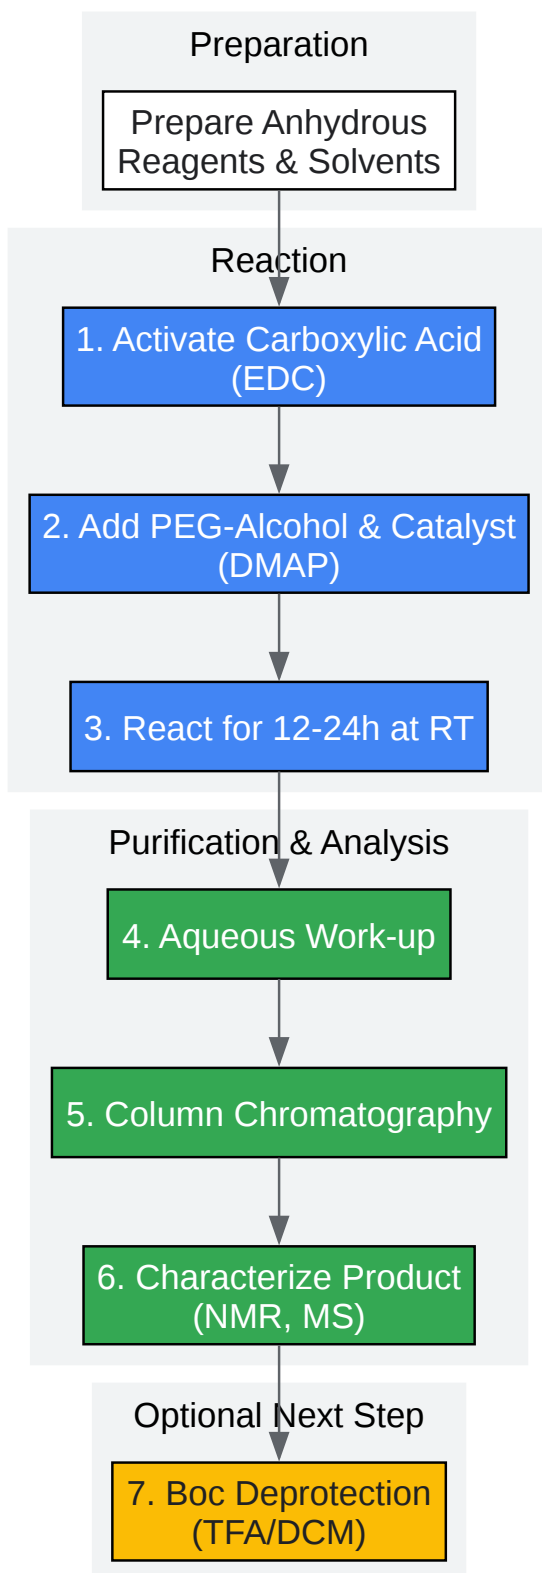 Preparation
Prepare Anhydrous
Reagents & Solvents
Reaction
1. Activate Carboxylic Acid
(EDC)
2. Add PEG-Alcohol & Catalyst
(DMAP)
3. React for 12-24h at RT
Purification & Analysis
4. Aqueous Work-up
5. Column Chromatography
6. Characterize Product
(NMR, MS)
Optional Next Step
7. Boc Deprotection
(TFA/DCM)